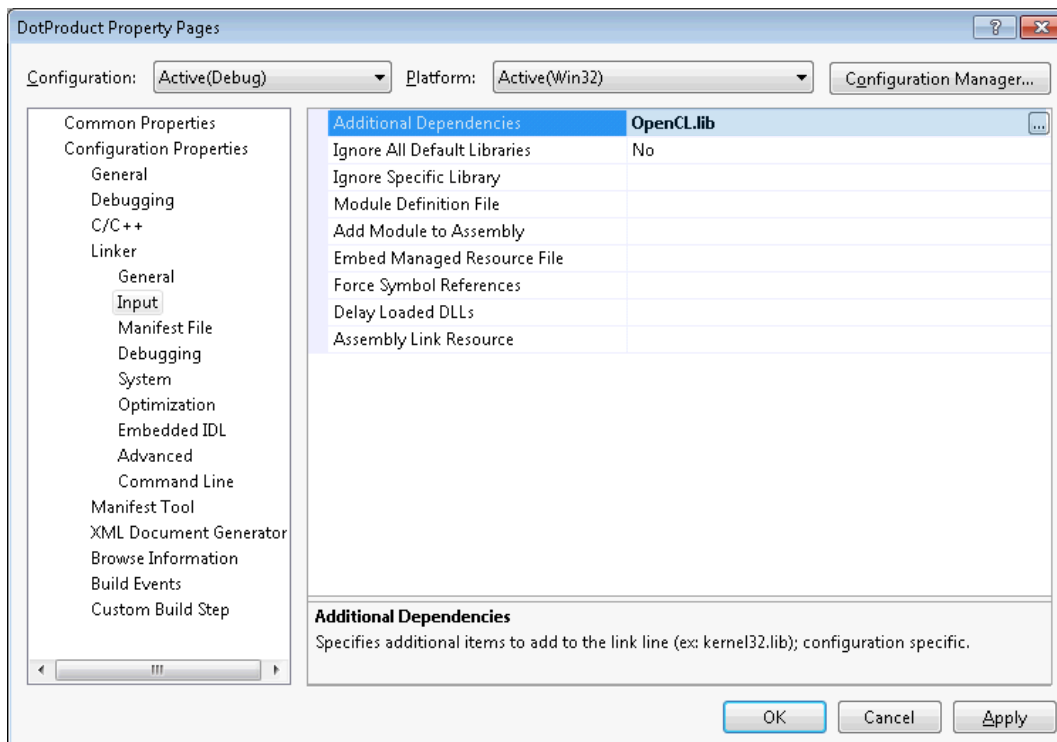 DotProduct Property Pages
Configuration: Active(Debug) Platform: Active(Win32) Configuration Manager...
Common Properties
Configuration Properties
General
Debugging
C/C++
Linker
General
Input
Manifest File
Debugging
System
Optimization
Embedded IDL
Advanced
Command Line
Manifest Tool
XML Document Generator
Browse Information
Build Events
Custom Build Step
Additional Dependencies OpenCL.lib ...
Ignore All Default Libraries No
Ignore Specific Library
Module Definition File
Add Module to Assembly
Embed Managed Resource File
Force Symbol References
Delay Loaded DLLs
Assembly Link Resource
Additional Dependencies
Specifies additional items to add to the link line (ex: kernel32.lib); configuration specific.
OK Cancel Apply